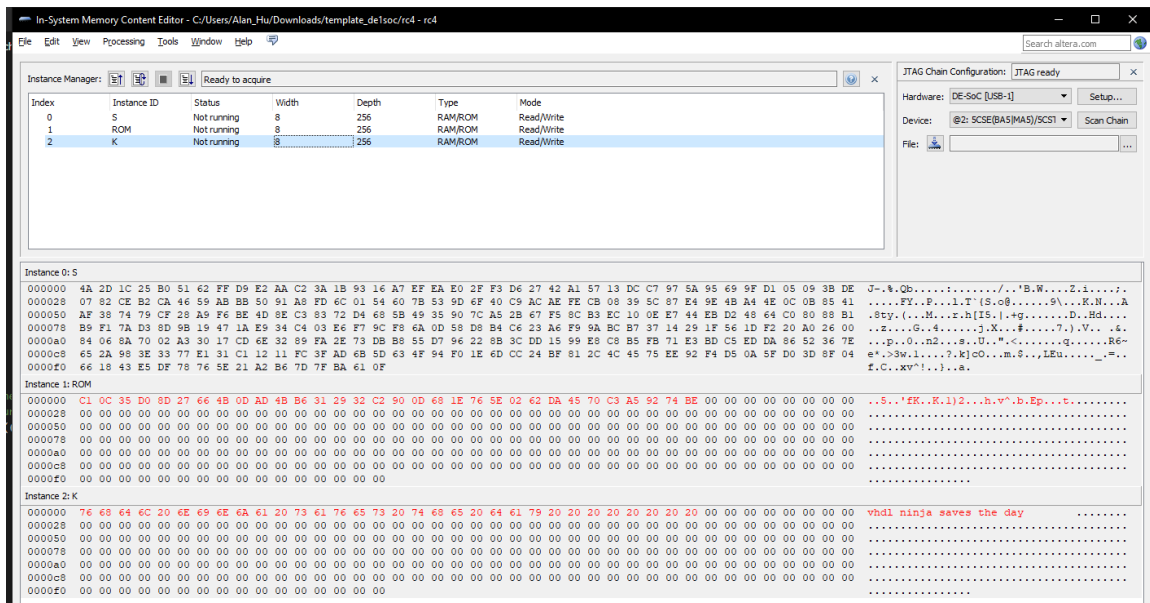 In-System Memory Content Editor - C:/Users/Alan_Hu/Downloads/template_de1soc/rc4 - rc4
File Edit View Processing Tools Window Help
Search altera.com
Instance Manager: Ready to acquire
JTAG Chain Configuration: JTAG ready
Index Instance ID Status Width Depth Type Mode
0 S Not running 8 256 RAM/ROM Read/Write
1 ROM Not running 8 256 RAM/ROM Read/Write
2 K Not running 8 256 RAM/ROM Read/Write
Hardware: DE-SoC [USB-1] Setup...
Device: @2: 5CSE(BA5|MA5)/5CST Scan Chain
File: ...
Instance 0: S
000000 4A 2D 1C 25 B0 51 62 FF D9 E2 AA C2 3A 1B 93 16 A7 EF EA E0 2F F3 D6 27 42 A1 57 13 DC C7 97 5A 95 69 9F D1 05 09 3B DE J-.%.Qb.....:......./..'B.W....Z.i....;.
000028 07 82 CE B2 CA 46 59 AB BB 50 91 A8 FD 6C 01 54 60 7B 53 9D 6F 40 C9 AC AE FE CB 08 39 5C 87 E4 9E 4B A4 4E 0C 0B 85 41 .....FY..P...l.T`{S.o@......9\...K.N...A
000050 AF 38 74 79 CF 28 A9 F6 BE 4D 8E C3 83 72 D4 68 5B 49 35 90 7C A5 2B 67 F5 8C B3 EC 10 0E E7 44 EB D2 48 64 C0 80 88 B1 .8ty.(...M...r.h[I5.|.+g.......D..Hd....
000078 B9 F1 7A D3 8D 9B 19 47 1A E9 34 C4 03 E6 F7 9C F8 6A 0D 58 D8 B4 C6 23 A6 F9 9A BC B7 37 14 29 1F 56 1D F2 20 A0 26 00 ..z....G..4......j.X...#.....7.).V.. .&.
0000a0 84 06 8A 70 02 A3 30 17 CD 6E 32 89 FA 2E 73 DB B8 55 D7 96 22 8B 3C DD 15 99 E8 C8 B5 FB 71 E3 BD C5 ED DA 86 52 36 7E ...p..0..n2...s..U..".<.......q......R6~
0000c8 65 2A 98 3E 33 77 E1 31 C1 12 11 FC 3F AD 6B 5D 63 4F 94 F0 1E 6D CC 24 BF 81 2C 4C 45 75 EE 92 F4 D5 0A 5F D0 3D 8F 04 e*.>3w.1....?.k]cO...m.$..,LEu....._.=..
0000f0 66 18 43 E5 DF 78 76 5E 21 A2 B6 7D 7F BA 61 0F f.C..xv^!..}..a.
Instance 1: ROM
000000 C1 0C 35 D0 8D 27 66 4B 0D AD 4B B6 31 29 32 C2 90 0D 68 1E 76 5E 02 62 DA 45 70 C3 A5 92 74 BE 00 00 00 00 00 00 00 00 ..5..'fK..K.1)2...h.v^.b.Ep...t.........
000028 00 00 00 00 00 00 00 00 00 00 00 00 00 00 00 00 00 00 00 00 00 00 00 00 00 00 00 00 00 00 00 00 00 00 00 00 00 00 00 00 ........................................
000050 00 00 00 00 00 00 00 00 00 00 00 00 00 00 00 00 00 00 00 00 00 00 00 00 00 00 00 00 00 00 00 00 00 00 00 00 00 00 00 00 ........................................
000078 00 00 00 00 00 00 00 00 00 00 00 00 00 00 00 00 00 00 00 00 00 00 00 00 00 00 00 00 00 00 00 00 00 00 00 00 00 00 00 00 ........................................
0000a0 00 00 00 00 00 00 00 00 00 00 00 00 00 00 00 00 00 00 00 00 00 00 00 00 00 00 00 00 00 00 00 00 00 00 00 00 00 00 00 00 ........................................
0000c8 00 00 00 00 00 00 00 00 00 00 00 00 00 00 00 00 00 00 00 00 00 00 00 00 00 00 00 00 00 00 00 00 00 00 00 00 00 00 00 00 ........................................
0000f0 00 00 00 00 00 00 00 00 00 00 00 00 00 00 00 00 ................
Instance 2: K
000000 76 68 64 6C 20 6E 69 6E 6A 61 20 73 61 76 65 73 20 74 68 65 20 64 61 79 20 20 20 20 20 20 20 20 00 00 00 00 00 00 00 00 vhdl ninja saves the day ........
000028 00 00 00 00 00 00 00 00 00 00 00 00 00 00 00 00 00 00 00 00 00 00 00 00 00 00 00 00 00 00 00 00 00 00 00 00 00 00 00 00 ........................................
000050 00 00 00 00 00 00 00 00 00 00 00 00 00 00 00 00 00 00 00 00 00 00 00 00 00 00 00 00 00 00 00 00 00 00 00 00 00 00 00 00 ........................................
000078 00 00 00 00 00 00 00 00 00 00 00 00 00 00 00 00 00 00 00 00 00 00 00 00 00 00 00 00 00 00 00 00 00 00 00 00 00 00 00 00 ........................................
0000a0 00 00 00 00 00 00 00 00 00 00 00 00 00 00 00 00 00 00 00 00 00 00 00 00 00 00 00 00 00 00 00 00 00 00 00 00 00 00 00 00 ........................................
0000c8 00 00 00 00 00 00 00 00 00 00 00 00 00 00 00 00 00 00 00 00 00 00 00 00 00 00 00 00 00 00 00 00 00 00 00 00 00 00 00 00 ........................................
0000f0 00 00 00 00 00 00 00 00 00 00 00 00 00 00 00 00 ................